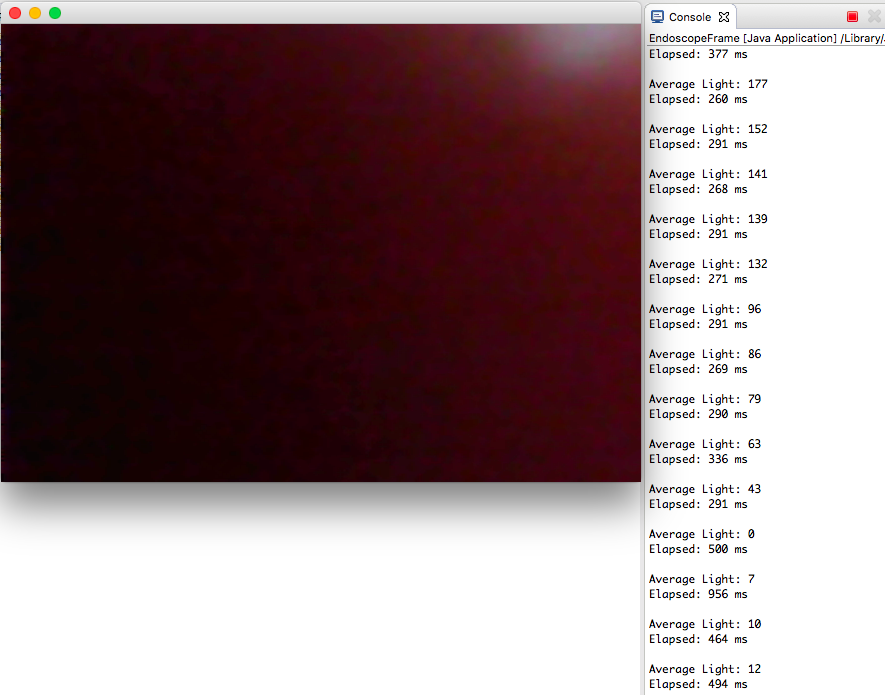 Console
EndoscopeFrame [Java Application] /Library/
Elapsed: 377 ms
Average Light: 177
Elapsed: 260 ms
Average Light: 152
Elapsed: 291 ms
Average Light: 141
Elapsed: 268 ms
Average Light: 139
Elapsed: 291 ms
Average Light: 132
Elapsed: 271 ms
Average Light: 96
Elapsed: 291 ms
Average Light: 86
Elapsed: 269 ms
Average Light: 79
Elapsed: 290 ms
Average Light: 63
Elapsed: 336 ms
Average Light: 43
Elapsed: 291 ms
Average Light: 0
Elapsed: 500 ms
Average Light: 7
Elapsed: 956 ms
Average Light: 10
Elapsed: 464 ms
Average Light: 12
Elapsed: 494 ms